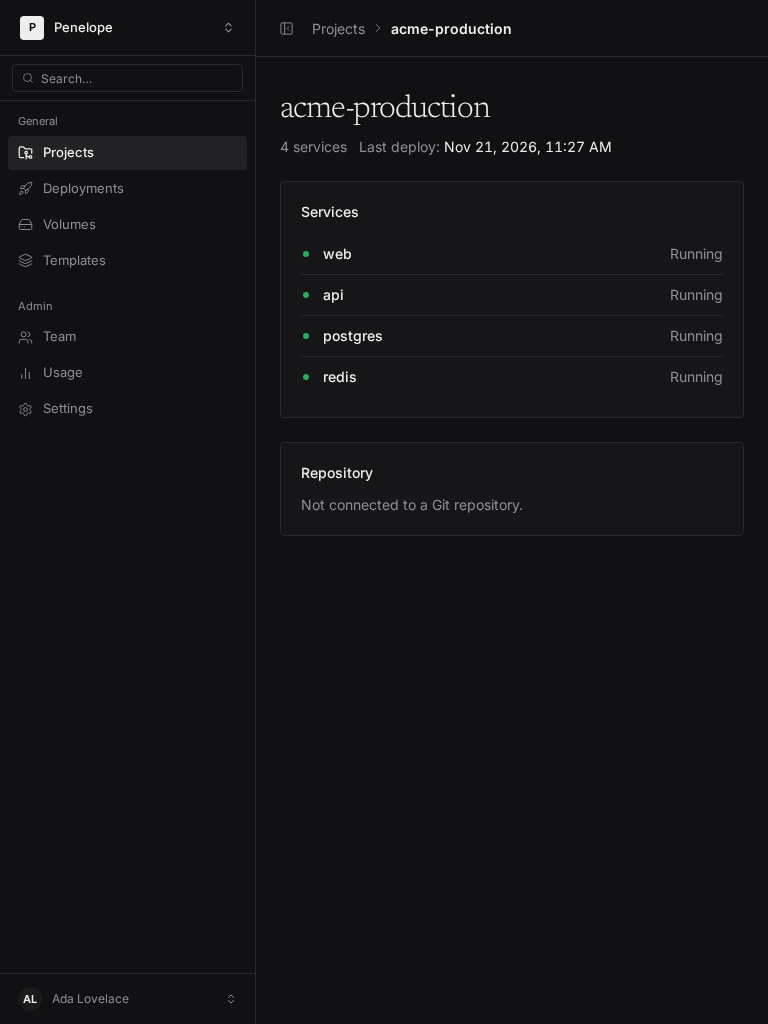 P Penelope
Search...
General
Projects
Deployments
Volumes
Templates
Admin
Team
Usage
Settings
AL Ada Lovelace
Projects > acme-production
acme-production
4 services Last deploy: Nov 21, 2026, 11:27 AM
Services
web Running
api Running
postgres Running
redis Running
Repository
Not connected to a Git repository.